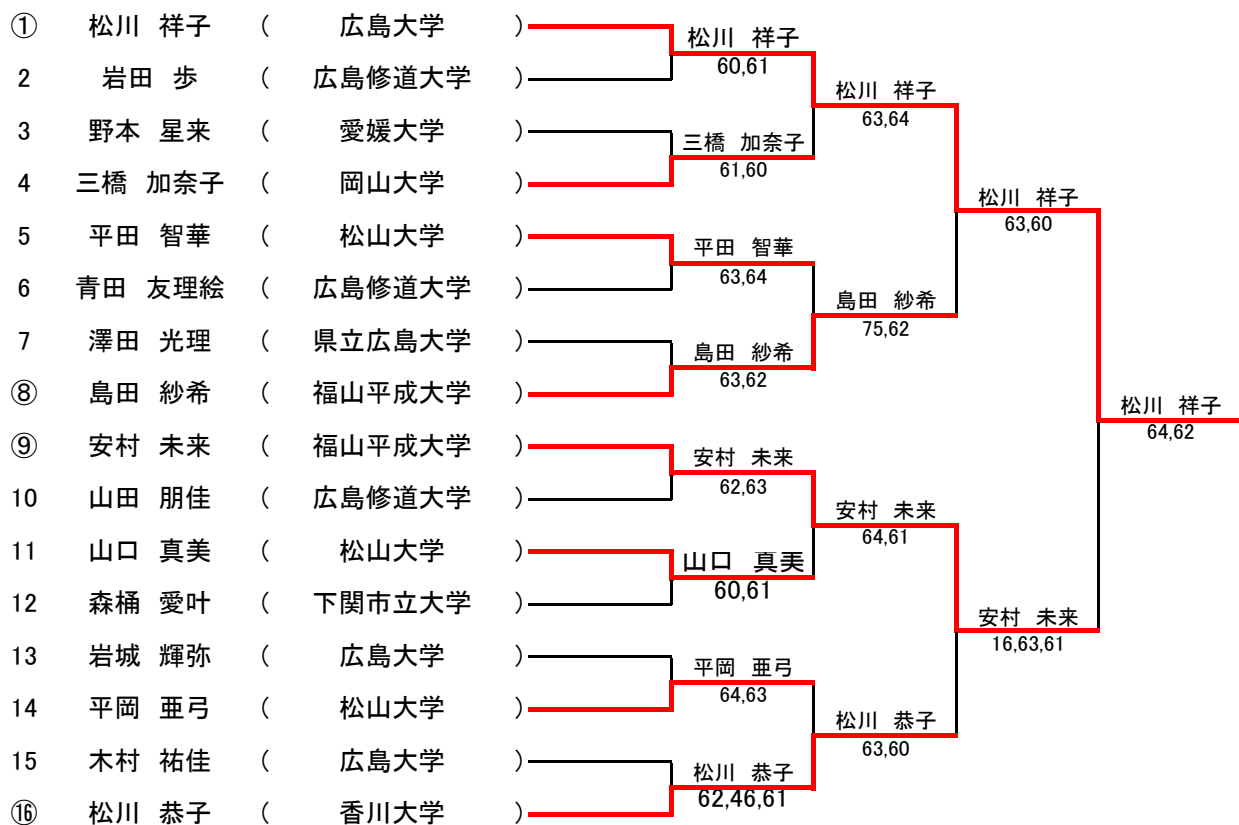 ① 松川 祥子 ( 広島大学 )
2 岩田 歩 ( 広島修道大学 )
3 野本 星来 ( 愛媛大学 )
4 三橋 加奈子 ( 岡山大学 )
5 平田 智華 ( 松山大学 )
6 青田 友理絵 ( 広島修道大学 )
7 澤田 光理 ( 県立広島大学 )
⑧ 島田 紗希 ( 福山平成大学 )
⑨ 安村 未来 ( 福山平成大学 )
10 山田 朋佳 ( 広島修道大学 )
11 山口 真美 ( 松山大学 )
12 森桶 愛叶 ( 下関市立大学 )
13 岩城 輝弥 ( 広島大学 )
14 平岡 亜弓 ( 松山大学 )
15 木村 祐佳 ( 広島大学 )
⑯ 松川 恭子 ( 香川大学 )
松川 祥子
60,61
三橋 加奈子
61,60
平田 智華
63,64
島田 紗希
63,62
安村 未来
62,63
山口 真美
60,61
平岡 亜弓
64,63
松川 恭子
62,46,61
松川 祥子
63,64
島田 紗希
75,62
安村 未来
64,61
松川 恭子
63,60
松川 祥子
63,60
安村 未来
16,63,61
松川 祥子
64,62